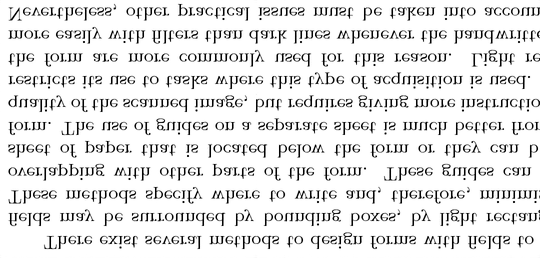 There exist several methods to design forms with fields to
fields may be surrounded by bounding boxes, by light rectang
These methods specify where to write and, therefore, minimis
overlapping with other parts of the form. These guides can
sheet of paper that is located below the form or they can b
form. The use of guides on a separate sheet is much better fro
quality of the scanned image, but requires giving more instructio
restricts its use to tasks where this type of acquisition is used.
the form are more commonly used for this reason. Light re
more easily with filters than dark lines whenever the handwritte
Nevertheless, other practical issues must be taken into accoun